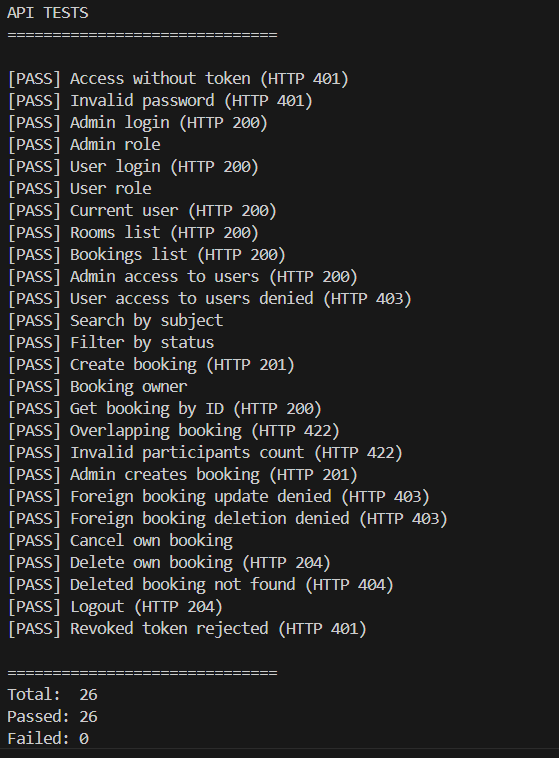 API TESTS
==============================
[PASS] Access without token (HTTP 401)
[PASS] Invalid password (HTTP 401)
[PASS] Admin login (HTTP 200)
[PASS] Admin role
[PASS] User login (HTTP 200)
[PASS] User role
[PASS] Current user (HTTP 200)
[PASS] Rooms list (HTTP 200)
[PASS] Bookings list (HTTP 200)
[PASS] Admin access to users (HTTP 200)
[PASS] User access to users denied (HTTP 403)
[PASS] Search by subject
[PASS] Filter by status
[PASS] Create booking (HTTP 201)
[PASS] Booking owner
[PASS] Get booking by ID (HTTP 200)
[PASS] Overlapping booking (HTTP 422)
[PASS] Invalid participants count (HTTP 422)
[PASS] Admin creates booking (HTTP 201)
[PASS] Foreign booking update denied (HTTP 403)
[PASS] Foreign booking deletion denied (HTTP 403)
[PASS] Cancel own booking
[PASS] Delete own booking (HTTP 204)
[PASS] Deleted booking not found (HTTP 404)
[PASS] Logout (HTTP 204)
[PASS] Revoked token rejected (HTTP 401)
==============================
Total:  26
Passed: 26
Failed: 0